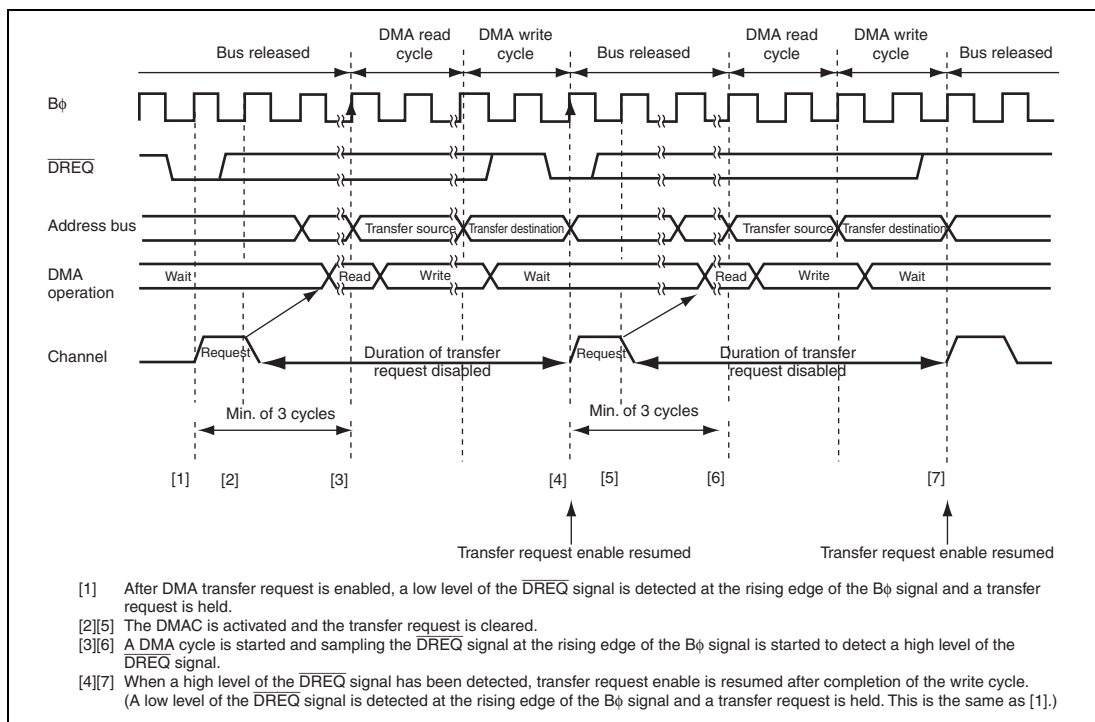 Bus released
DMA read cycle
DMA write cycle
Bus released
DMA read cycle
DMA write cycle
Bus released
Bφ
DREQ
Address bus
Transfer source
Transfer destination
Transfer source
Transfer destination
DMA operation
Wait
Read
Write
Wait
Read
Write
Wait
Channel
Request
Duration of transfer request disabled
Request
Duration of transfer request disabled
Min. of 3 cycles
Min. of 3 cycles
[1]
[2]
[3]
[4]
[5]
[6]
[7]
Transfer request enable resumed
Transfer request enable resumed
[1] After DMA transfer request is enabled, a low level of the DREQ signal is detected at the rising edge of the Bφ signal and a transfer
request is held.
[2][5] The DMAC is activated and the transfer request is cleared.
[3][6] A DMA cycle is started and sampling the DREQ signal at the rising edge of the Bφ signal is started to detect a high level of the
DREQ signal.
[4][7] When a high level of the DREQ signal has been detected, transfer request enable is resumed after completion of the write cycle.
(A low level of the DREQ signal is detected at the rising edge of the Bφ signal and a transfer request is held. This is the same as [1].)